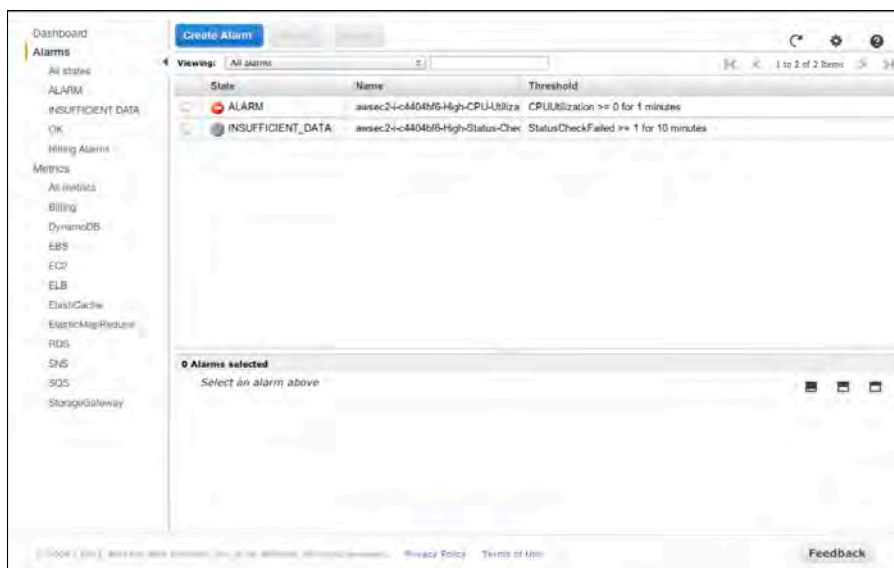 Dashboard
Alarms
All states
ALARM
INSUFFICIENT DATA
OK
Billing Alarms
Metrics
All metrics
Billing
DynamoDB
EBS
EC2
ELB
ElastiCache
ElasticMapReduce
RDS
SNS
SQS
StorageGateway
Create Alarm
Viewing: All alarms
1 to 2 of 2 Items
State Name Threshold
ALARM awsec2-i-c4404bf6-High-CPU-Utiliza CPUUtilization >= 0 for 1 minutes
INSUFFICIENT_DATA awsec2-i-c4404bf6-High-Status-Chec StatusCheckFailed >= 1 for 10 minutes
0 Alarms selected
Select an alarm above
Privacy Policy Terms of Use
Feedback